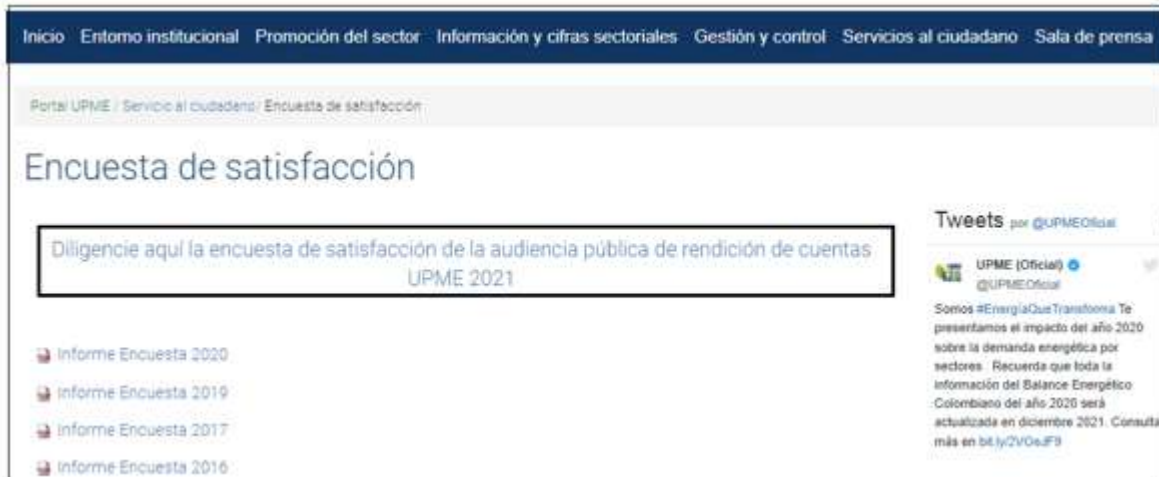 Inicio Entorno institucional Promoción del sector Información y cifras sectoriales Gestión y control Servicios al ciudadano Sala de prensa
Portal UPME / Servicio al ciudadano/ Encuesta de satisfacción
Encuesta de satisfacción
Diligencie aquí la encuesta de satisfacción de la audiencia pública de rendición de cuentas
UPME 2021
Informe Encuesta 2020
Informe Encuesta 2019
Informe Encuesta 2017
Informe Encuesta 2016
Tweets por @UPMEOficial
UPME (Oficial)
@UPMEOficial
Somos #EnergíaQueTransforma Te
presentamos el impacto del año 2020
sobre la demanda energética por
sectores . Recuerda que toda la
información del Balance Energético
Colombiano del año 2020 será
actualizada en diciembre 2021. Consulta
más en bit.ly/2VOeJF9